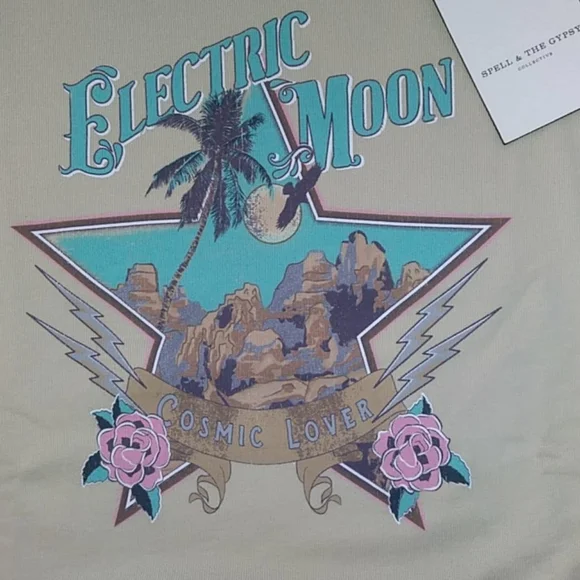 ELECTRIC
MOON
SPELL & THE GYPSY
COLLECTIVE
COSMIC LOVER